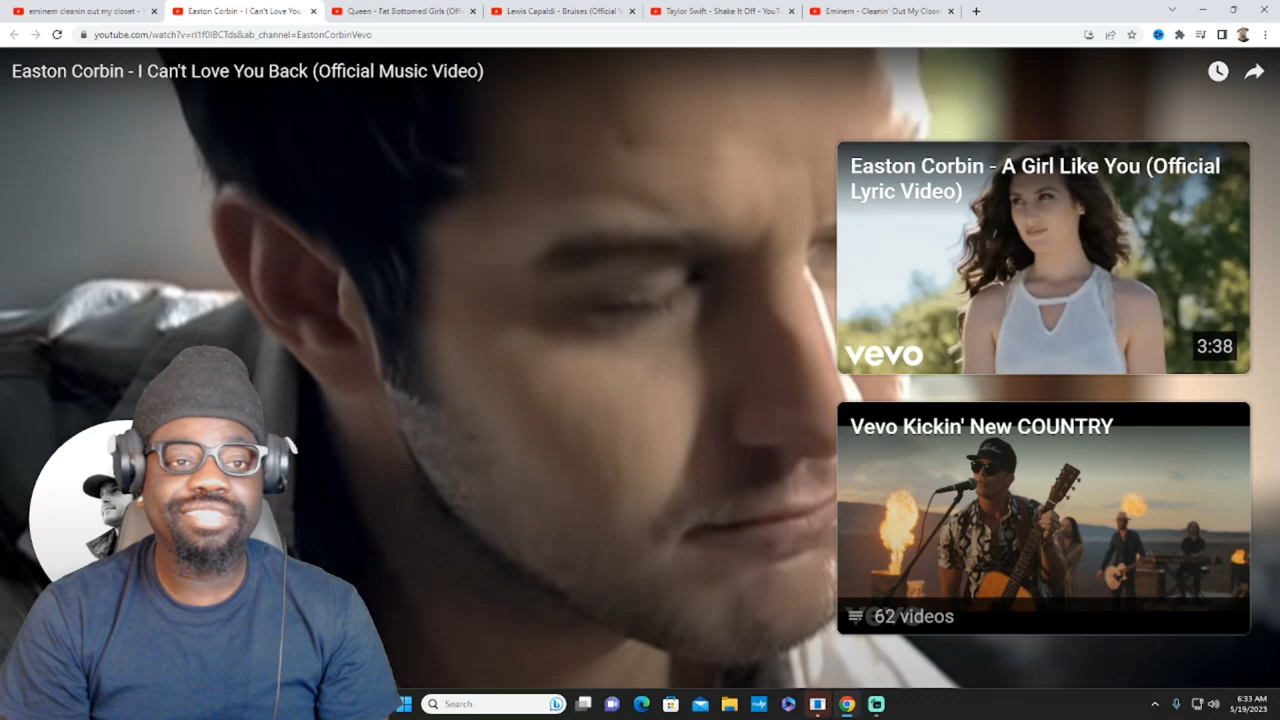 eminem cleanin out my closet -
Easton Corbin - I Can't Love You
Queen - Fat Bottomed Girls (Offi
Lewis Capaldi - Bruises (Official V
Taylor Swift - Shake It Off - YouT
Eminem - Cleanin' Out My Close
youtube.com/watch?v=rI1f0IBCTds&ab_channel=EastonCorbinVevo
Easton Corbin - I Can't Love You Back (Official Music Video)
Easton Corbin - A Girl Like You (Official
Lyric Video)
vevo
3:38
Vevo Kickin' New COUNTRY
vevo
62 videos
Search
6:33 AM
5/19/2023